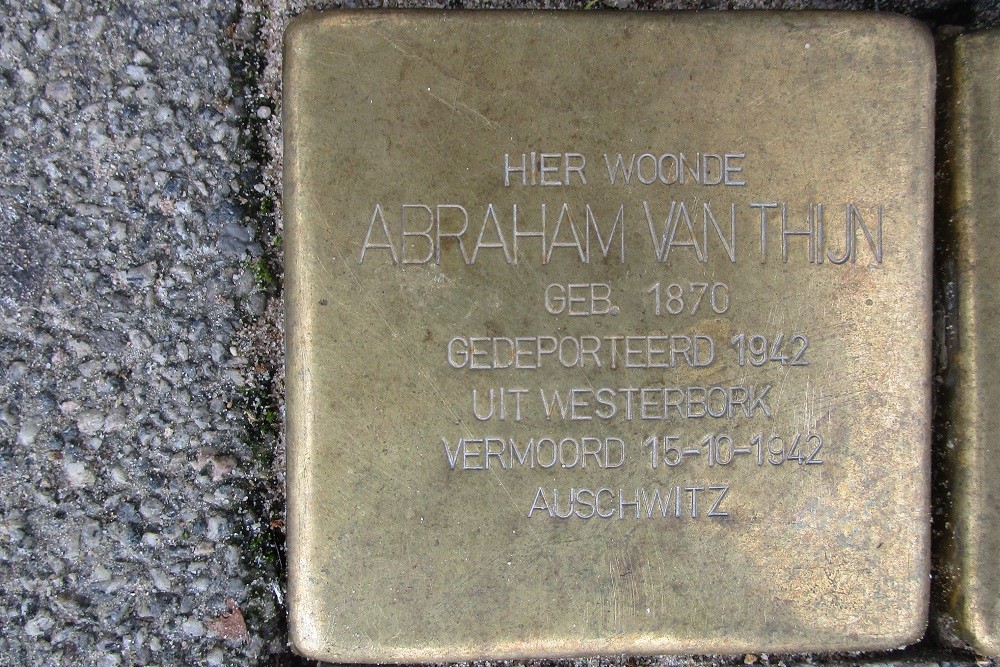 HIER WOONDE
ABRAHAM VAN THIJN
GEB. 1870
GEDEPORTEERD 1942
UIT WESTERBORK
VERMOORD 15-10-1942
AUSCHWITZ